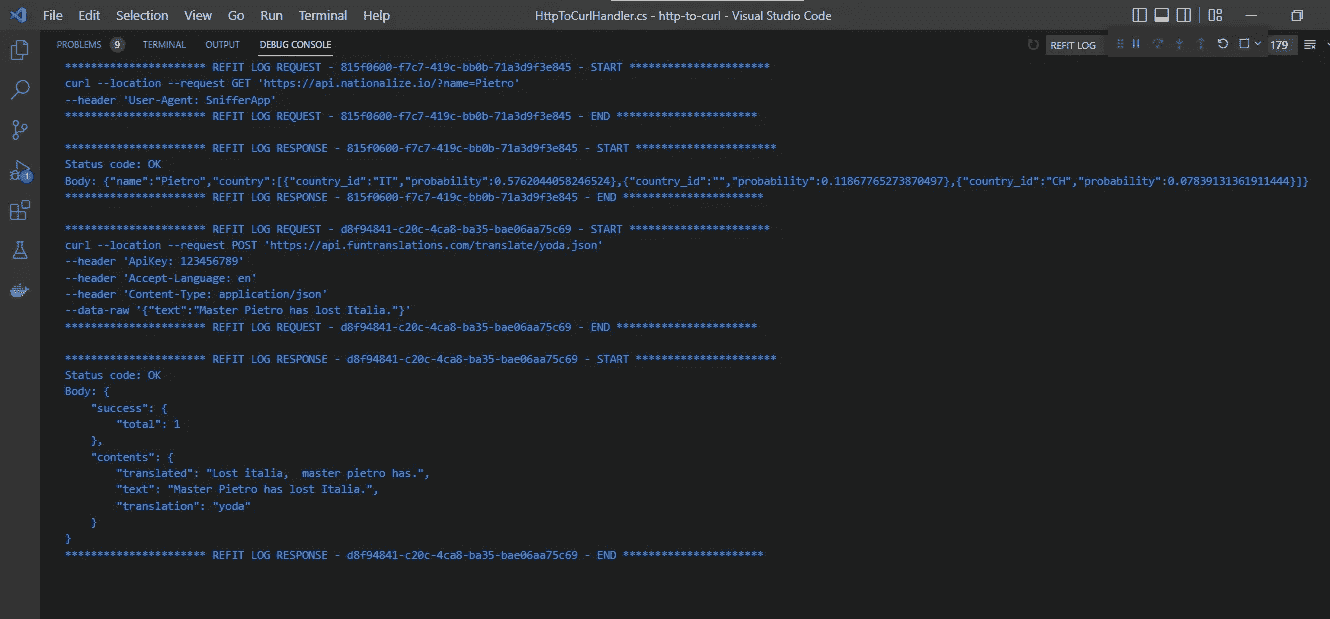 File Edit Selection View Go Run Terminal Help HttpToCurlHandler.cs - http-to-curl - Visual Studio Code
PROBLEMS 9 TERMINAL OUTPUT DEBUG CONSOLE REFIT LOG 179
********************** REFIT LOG REQUEST - 815f0600-f7c7-419c-bb0b-71a3d9f3e845 - START **********************
curl --location --request GET 'https://api.nationalize.io/?name=Pietro'
--header 'User-Agent: SnifferApp'
********************** REFIT LOG REQUEST - 815f0600-f7c7-419c-bb0b-71a3d9f3e845 - END **********************
********************** REFIT LOG RESPONSE - 815f0600-f7c7-419c-bb0b-71a3d9f3e845 - START **********************
Status code: OK
Body: {"name":"Pietro","country":[{"country_id":"IT","probability":0.5762044058246524},{"country_id":"","probability":0.11867765273870497},{"country_id":"CH","probability":0.07839131361911444}]}
********************** REFIT LOG RESPONSE - 815f0600-f7c7-419c-bb0b-71a3d9f3e845 - END **********************
********************** REFIT LOG REQUEST - d8f94841-c20c-4ca8-ba35-bae06aa75c69 - START **********************
curl --location --request POST 'https://api.funtranslations.com/translate/yoda.json'
--header 'ApiKey: 123456789'
--header 'Accept-Language: en'
--header 'Content-Type: application/json'
--data-raw '{"text":"Master Pietro has lost Italia."}'
********************** REFIT LOG REQUEST - d8f94841-c20c-4ca8-ba35-bae06aa75c69 - END **********************
********************** REFIT LOG RESPONSE - d8f94841-c20c-4ca8-ba35-bae06aa75c69 - START **********************
Status code: OK
Body: {
    "success": {
        "total": 1
    },
    "contents": {
        "translated": "Lost italia,  master pietro has.",
        "text": "Master Pietro has lost Italia.",
        "translation": "yoda"
    }
}
********************** REFIT LOG RESPONSE - d8f94841-c20c-4ca8-ba35-bae06aa75c69 - END **********************
1